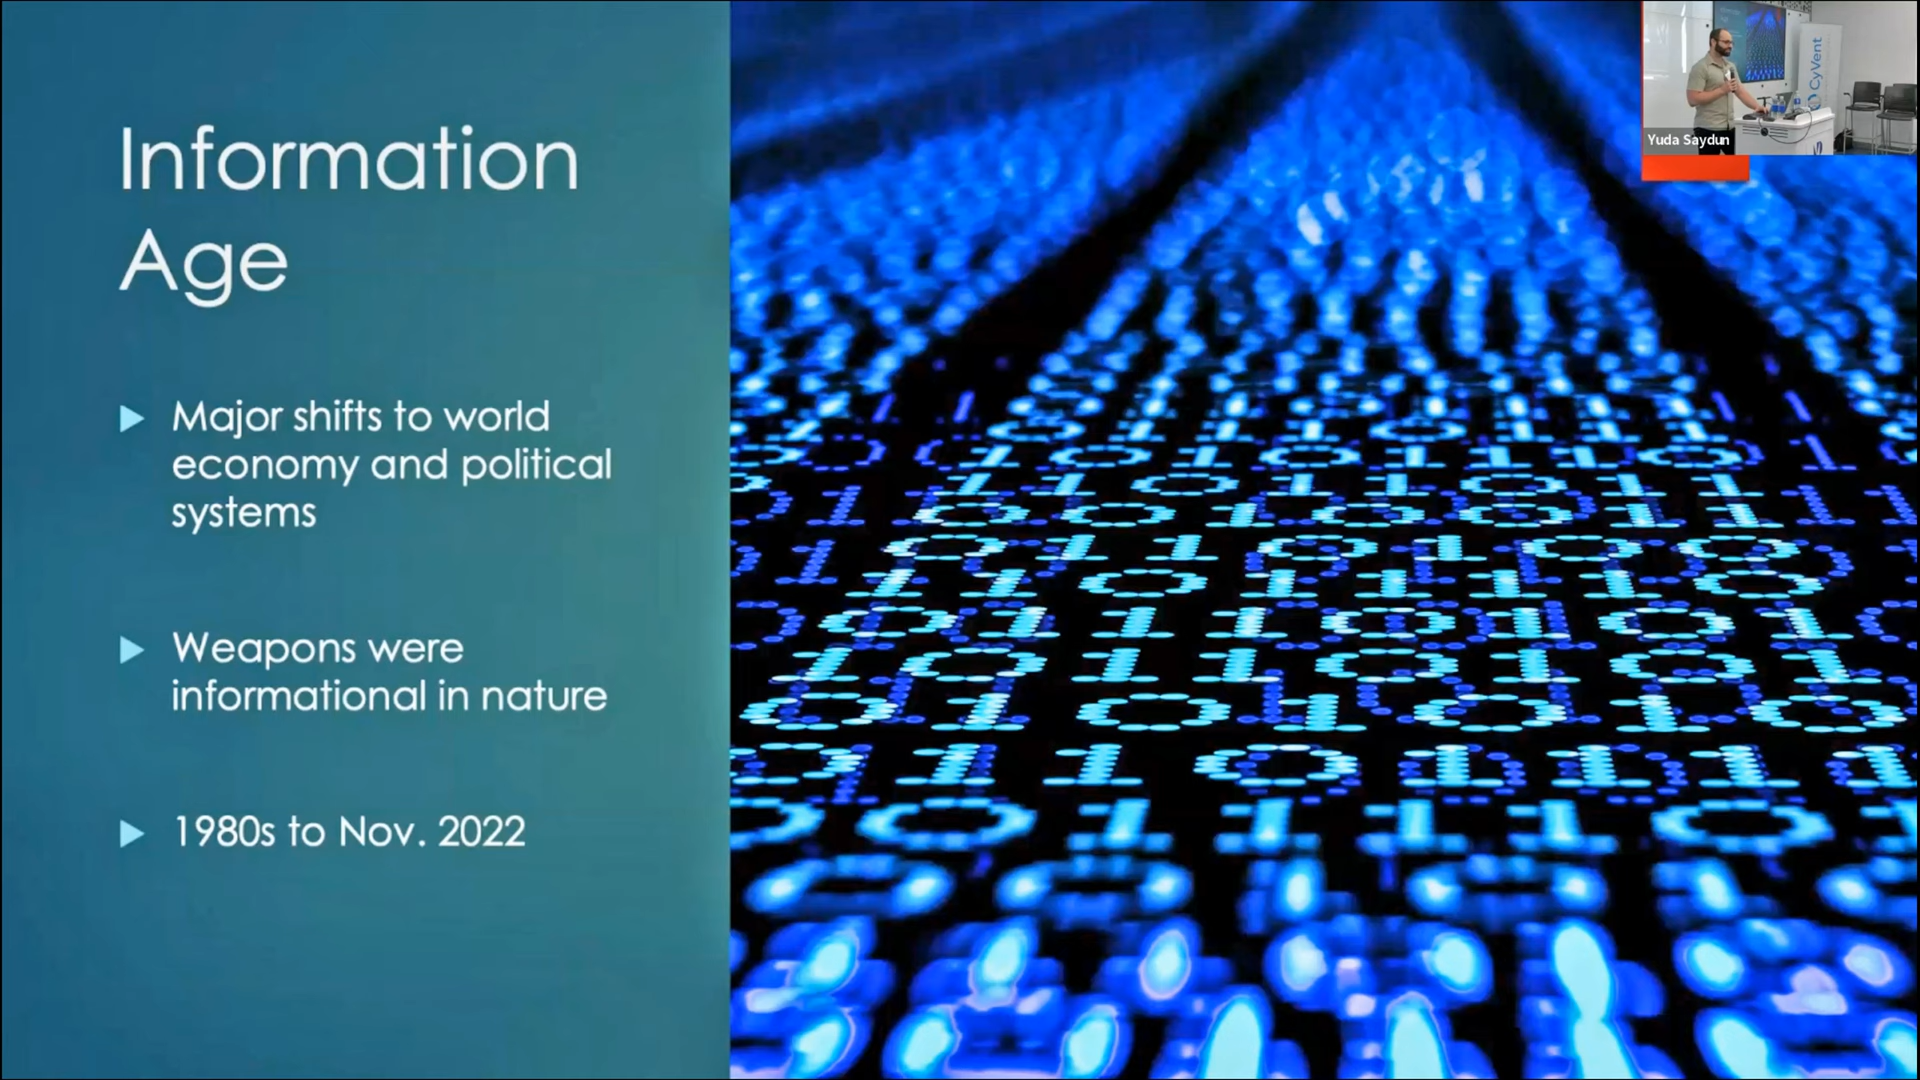 Information
Age
Major shifts to world
economy and political
systems
Weapons were
informational in nature
1980s to Nov. 2022
CyVent
Yuda Saydun